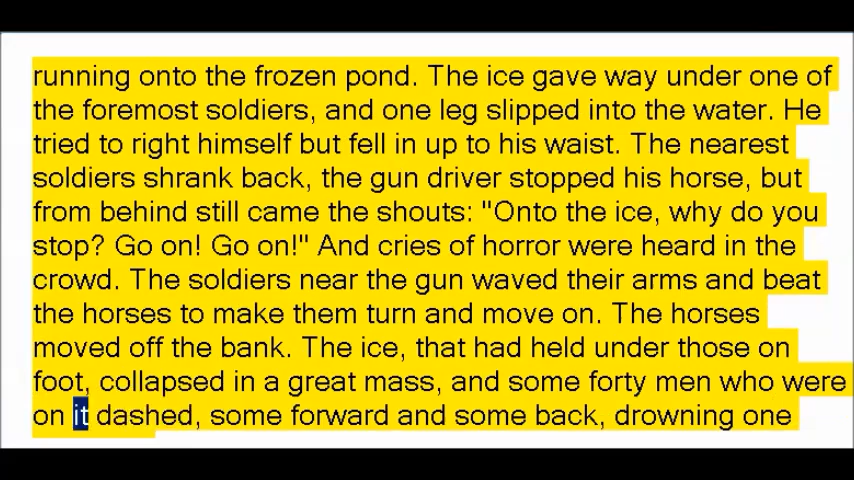 running onto the frozen pond. The ice gave way under one of
the foremost soldiers, and one leg slipped into the water. He
tried to right himself but fell in up to his waist. The nearest
soldiers shrank back, the gun driver stopped his horse, but
from behind still came the shouts: "Onto the ice, why do you
stop? Go on! Go on!" And cries of horror were heard in the
crowd. The soldiers near the gun waved their arms and beat
the horses to make them turn and move on. The horses
moved off the bank. The ice, that had held under those on
foot, collapsed in a great mass, and some forty men who were
on it dashed, some forward and some back, drowning one